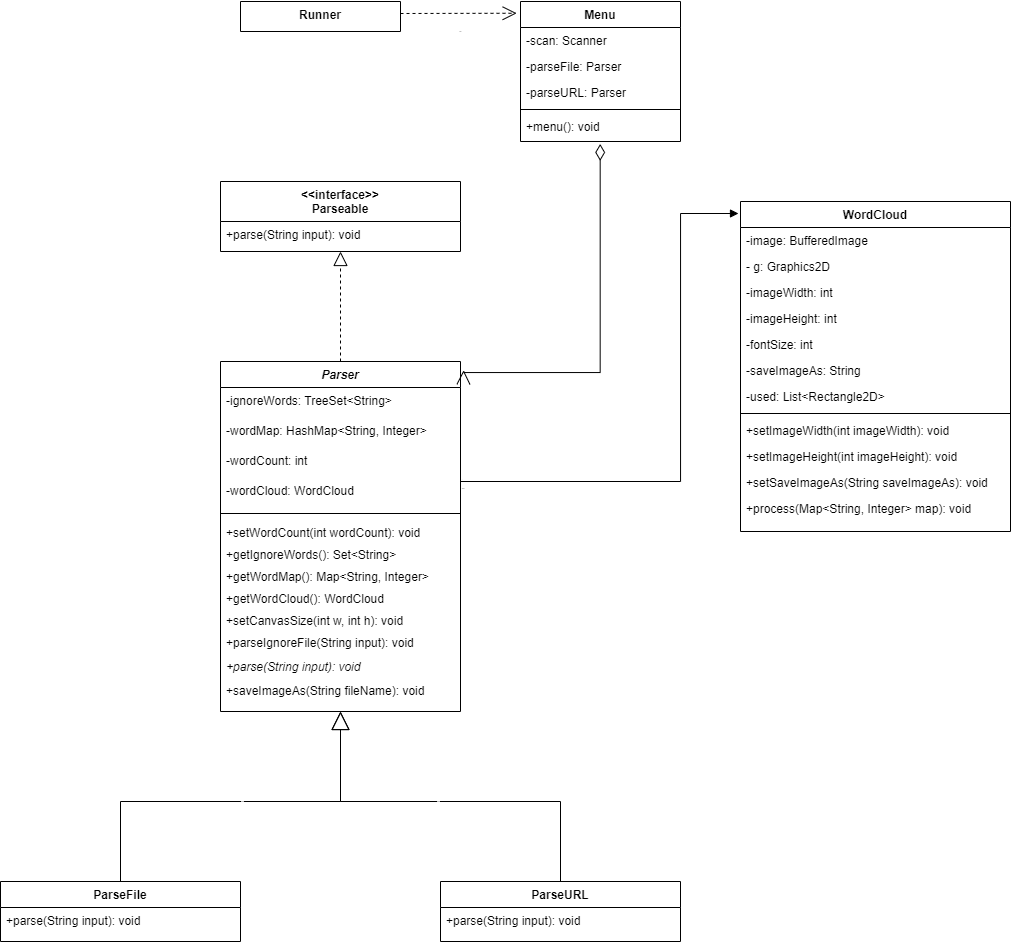 Runner
Menu
-scan: Scanner
-parseFile: Parser
-parseURL: Parser
+menu(): void
<<interface>>
Parseable
+parse(String input): void
WordCloud
-image: BufferedImage
- g: Graphics2D
-imageWidth: int
-imageHeight: int
-fontSize: int
-saveImageAs: String
-used: List<Rectangle2D>
+setImageWidth(int imageWidth): void
+setImageHeight(int imageHeight): void
+setSaveImageAs(String saveImageAs): void
+process(Map<String, Integer> map): void
Parser
-ignoreWords: TreeSet<String>
-wordMap: HashMap<String, Integer>
-wordCount: int
-wordCloud: WordCloud
+setWordCount(int wordCount): void
+getIgnoreWords(): Set<String>
+getWordMap(): Map<String, Integer>
+getWordCloud(): WordCloud
+setCanvasSize(int w, int h): void
+parseIgnoreFile(String input): void
+parse(String input): void
+saveImageAs(String fileName): void
ParseFile
+parse(String input): void
ParseURL
+parse(String input): void